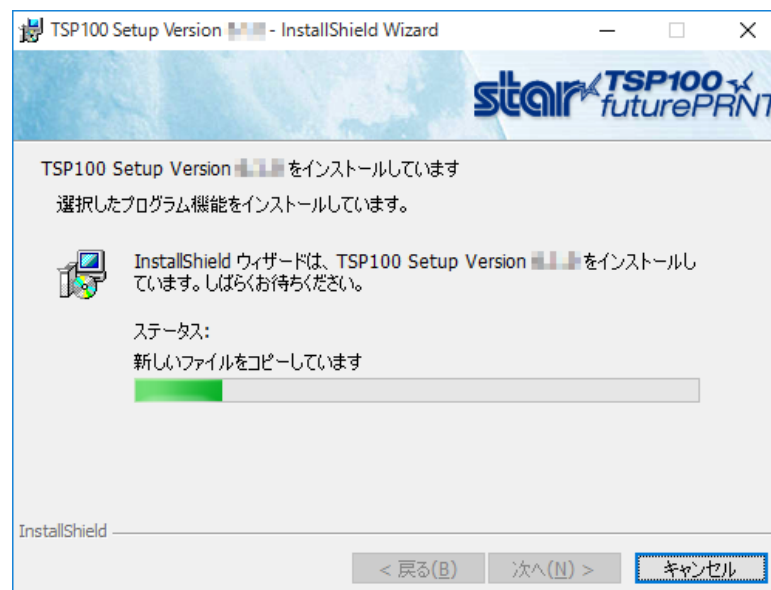 TSP100 Setup Version - InstallShield Wizard
star TSP100
futurePRNT
TSP100 Setup Version をインストールしています
選択したプログラム機能をインストールしています。
InstallShield ウィザードは、TSP100 Setup Version をインストールし
ています。しばらくお待ちください。
ステータス:
新しいファイルをコピーしています
InstallShield
< 戻る(B)
次へ(N) >
キャンセル